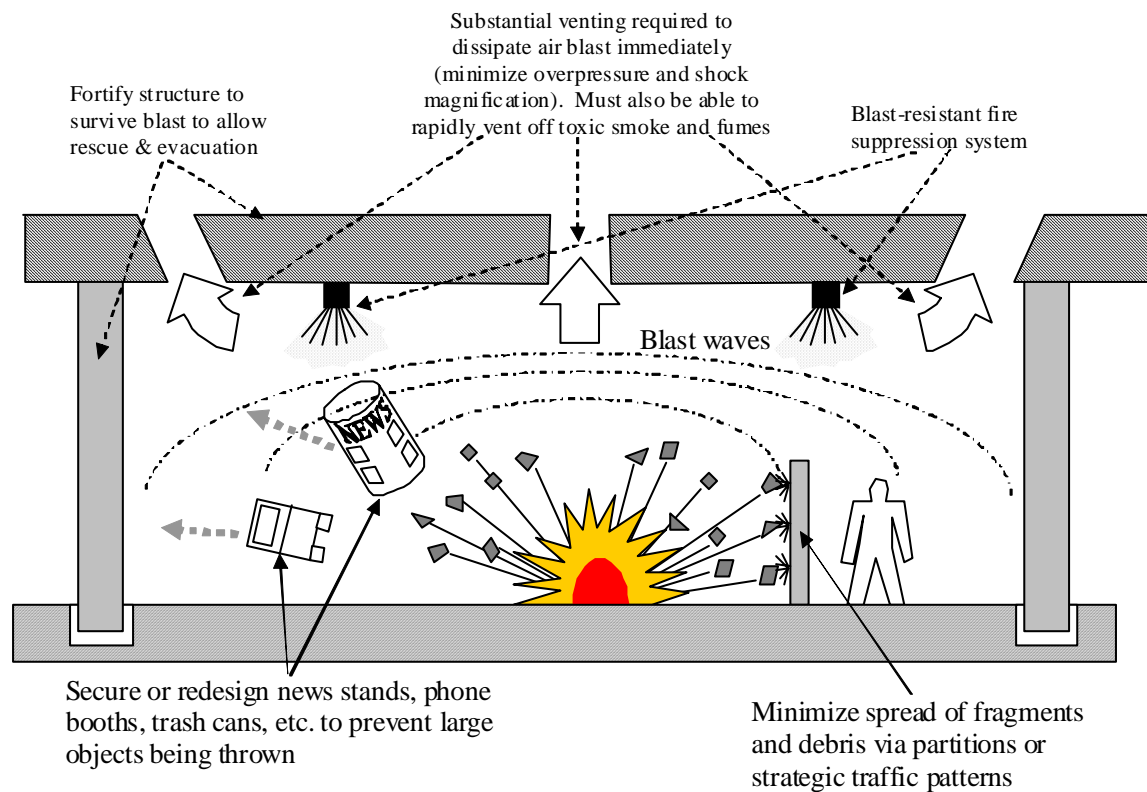 Substantial venting required to
dissipate air blast immediately
(minimize overpressure and shock
magnification).  Must also be able to
rapidly vent off toxic smoke and fumes
Fortify structure to
survive blast to allow
rescue & evacuation
Blast-resistant fire
suppression system
Blast waves
NEWS
Secure or redesign news stands, phone
booths, trash cans, etc. to prevent large
objects being thrown
Minimize spread of fragments
and debris via partitions or
strategic traffic patterns